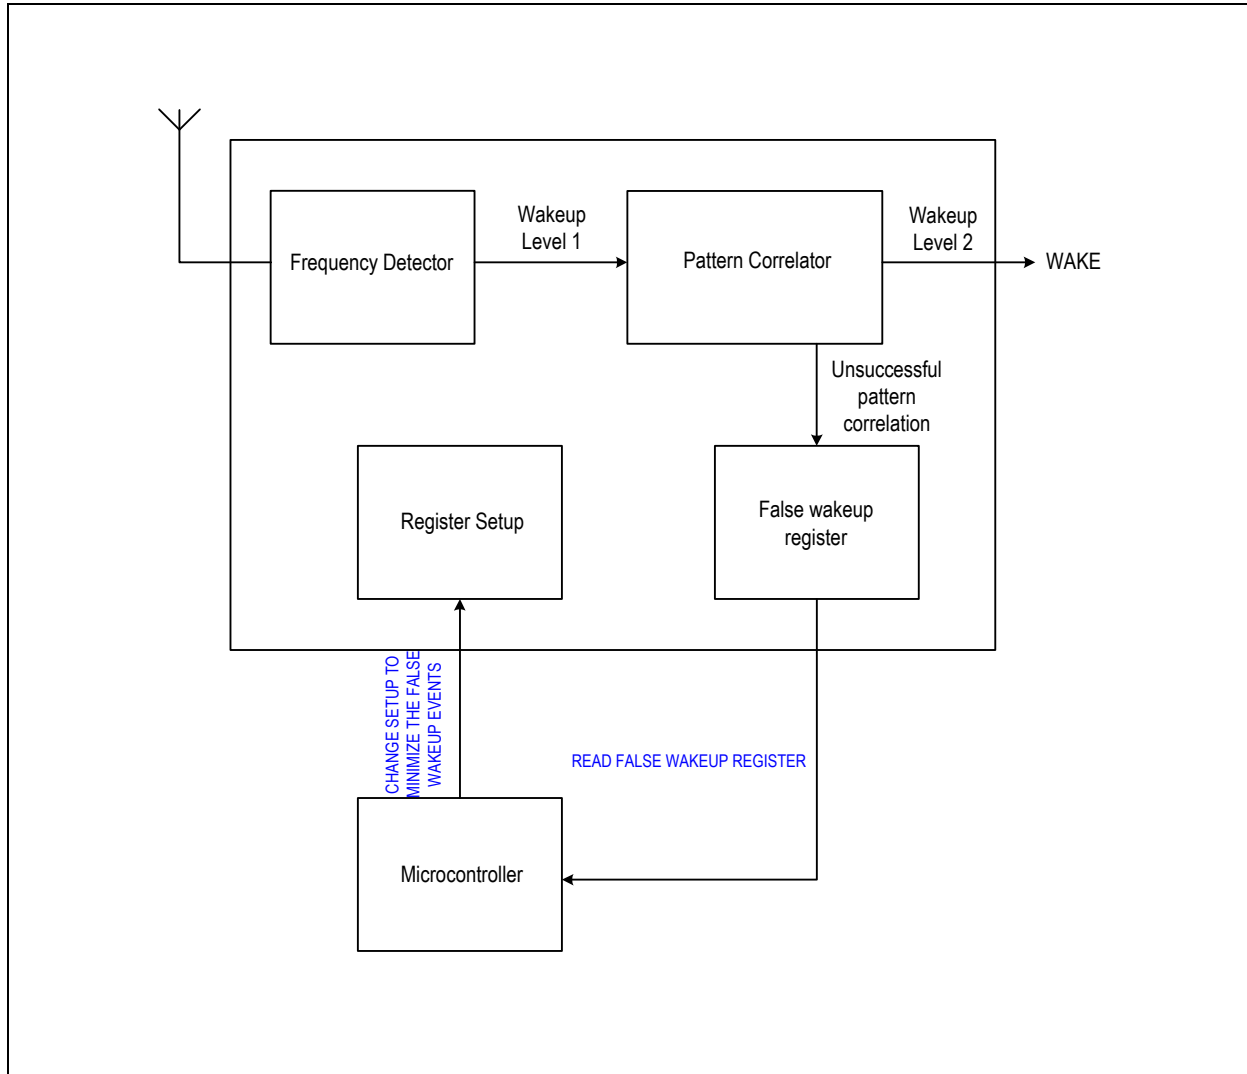 Wakeup
Level 1
Wakeup
Level 2
Frequency Detector
Pattern Correlator
WAKE
Unsuccessful
pattern
correlation
Register Setup
False wakeup
register
CHANGE SETUP TO
MINIMIZE THE FALSE
WAKEUP EVENTS
READ FALSE WAKEUP REGISTER
Microcontroller